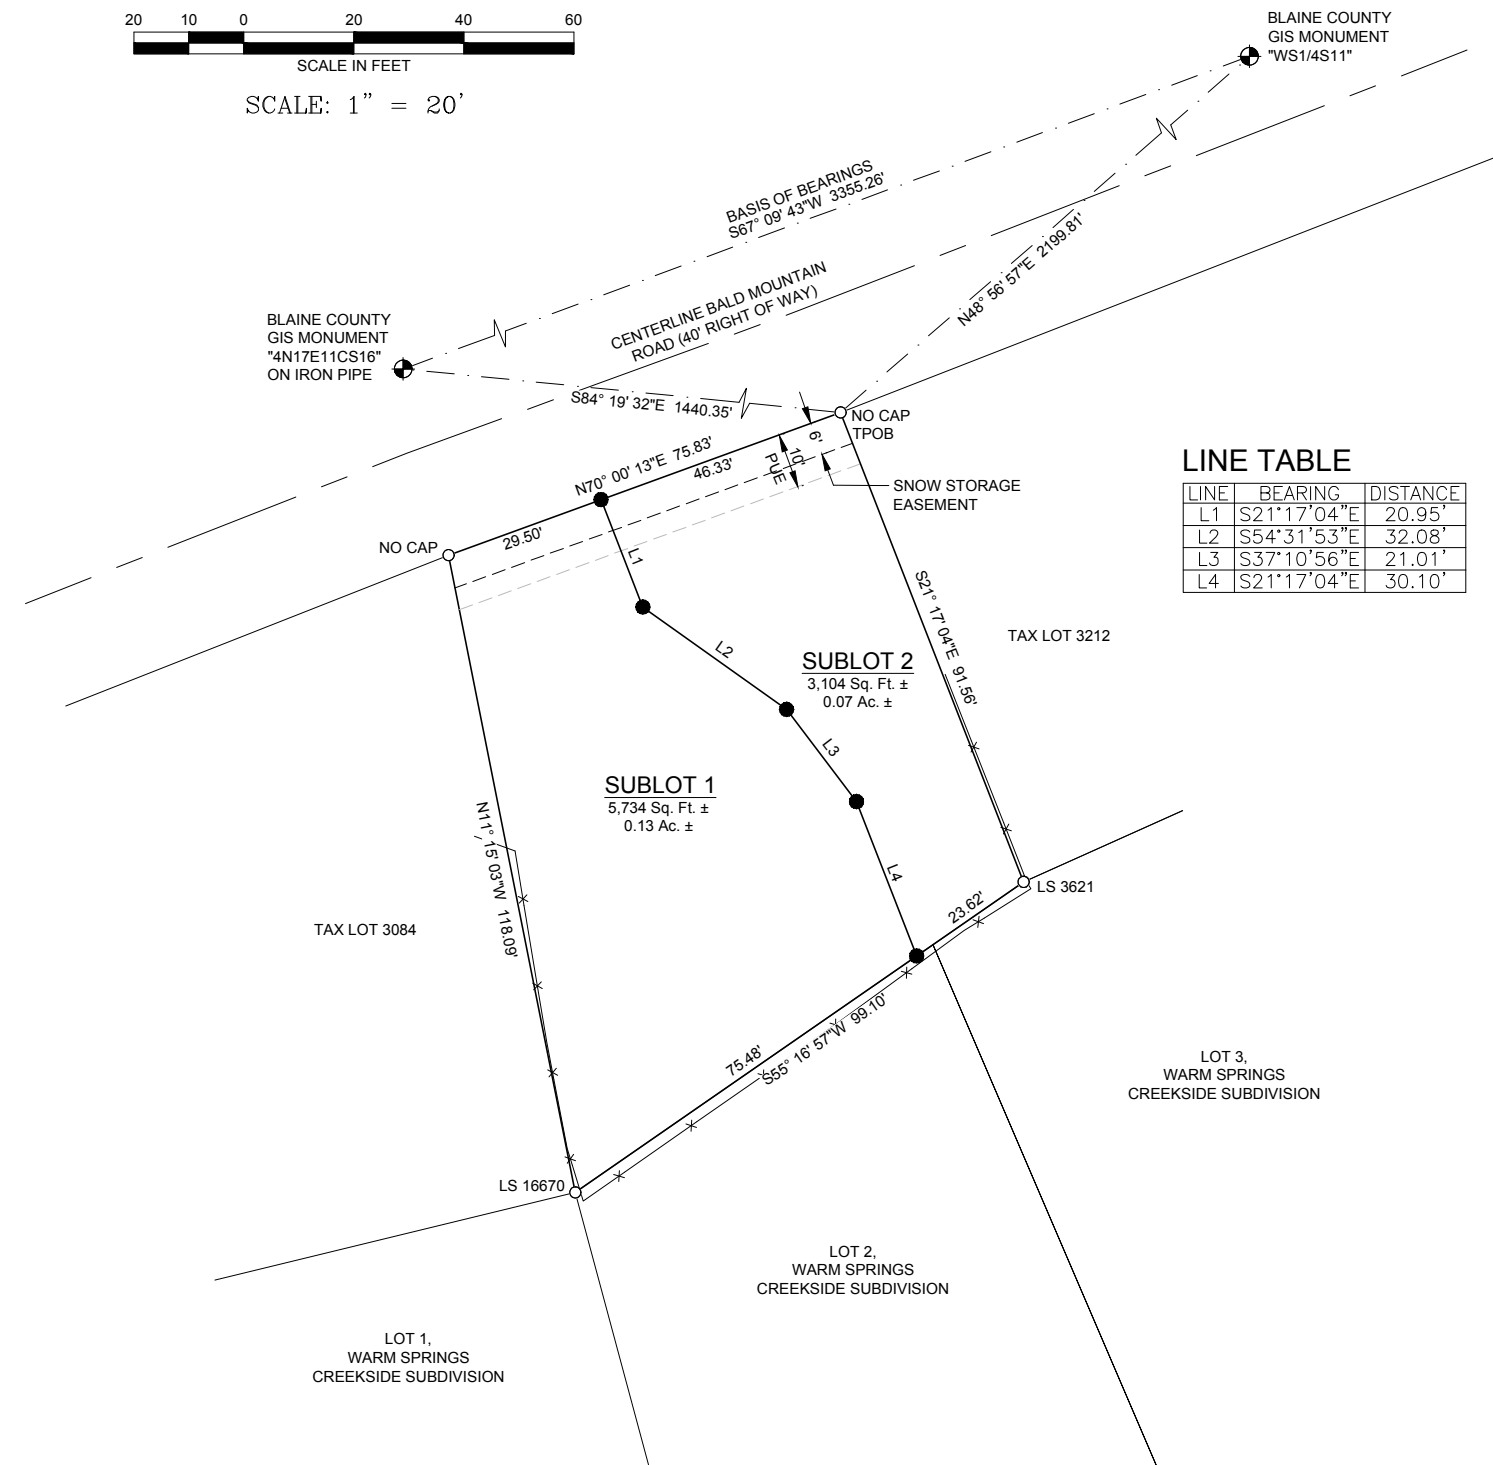 20 10 0 20 40 60
SCALE IN FEET
SCALE: 1" = 20'
BLAINE COUNTY
GIS MONUMENT
"WS1/4S11"
BASIS OF BEARINGS
S67° 09' 43"W 3355.26'
N48° 56' 57"E 2199.81'
CENTERLINE BALD MOUNTAIN
ROAD (40' RIGHT OF WAY)
BLAINE COUNTY
GIS MONUMENT
"4N17E11CS16"
ON IRON PIPE
S84° 19' 32"E 1440.35'
NO CAP
TPOB
N70° 00' 13"E 75.83'
46.33'
6'
10'
PUE
SNOW STORAGE
EASEMENT
NO CAP
29.50'
LINE TABLE
LINE BEARING DISTANCE
L1 S21°17'04"E 20.95'
L2 S54°31'53"E 32.08'
L3 S37°10'56"E 21.01'
L4 S21°17'04"E 30.10'
L1
L2
L3
L4
S21° 17' 04"E 91.56'
TAX LOT 3212
SUBLOT 2
3,104 Sq. Ft. ±
0.07 Ac. ±
SUBLOT 1
5,734 Sq. Ft. ±
0.13 Ac. ±
N11° 15' 03"W 118.09'
TAX LOT 3084
LS 3621
23.62'
75.48'
S55° 16' 57"W 99.10'
LS 16670
LOT 3,
WARM SPRINGS
CREEKSIDE SUBDIVISION
LOT 2,
WARM SPRINGS
CREEKSIDE SUBDIVISION
LOT 1,
WARM SPRINGS
CREEKSIDE SUBDIVISION